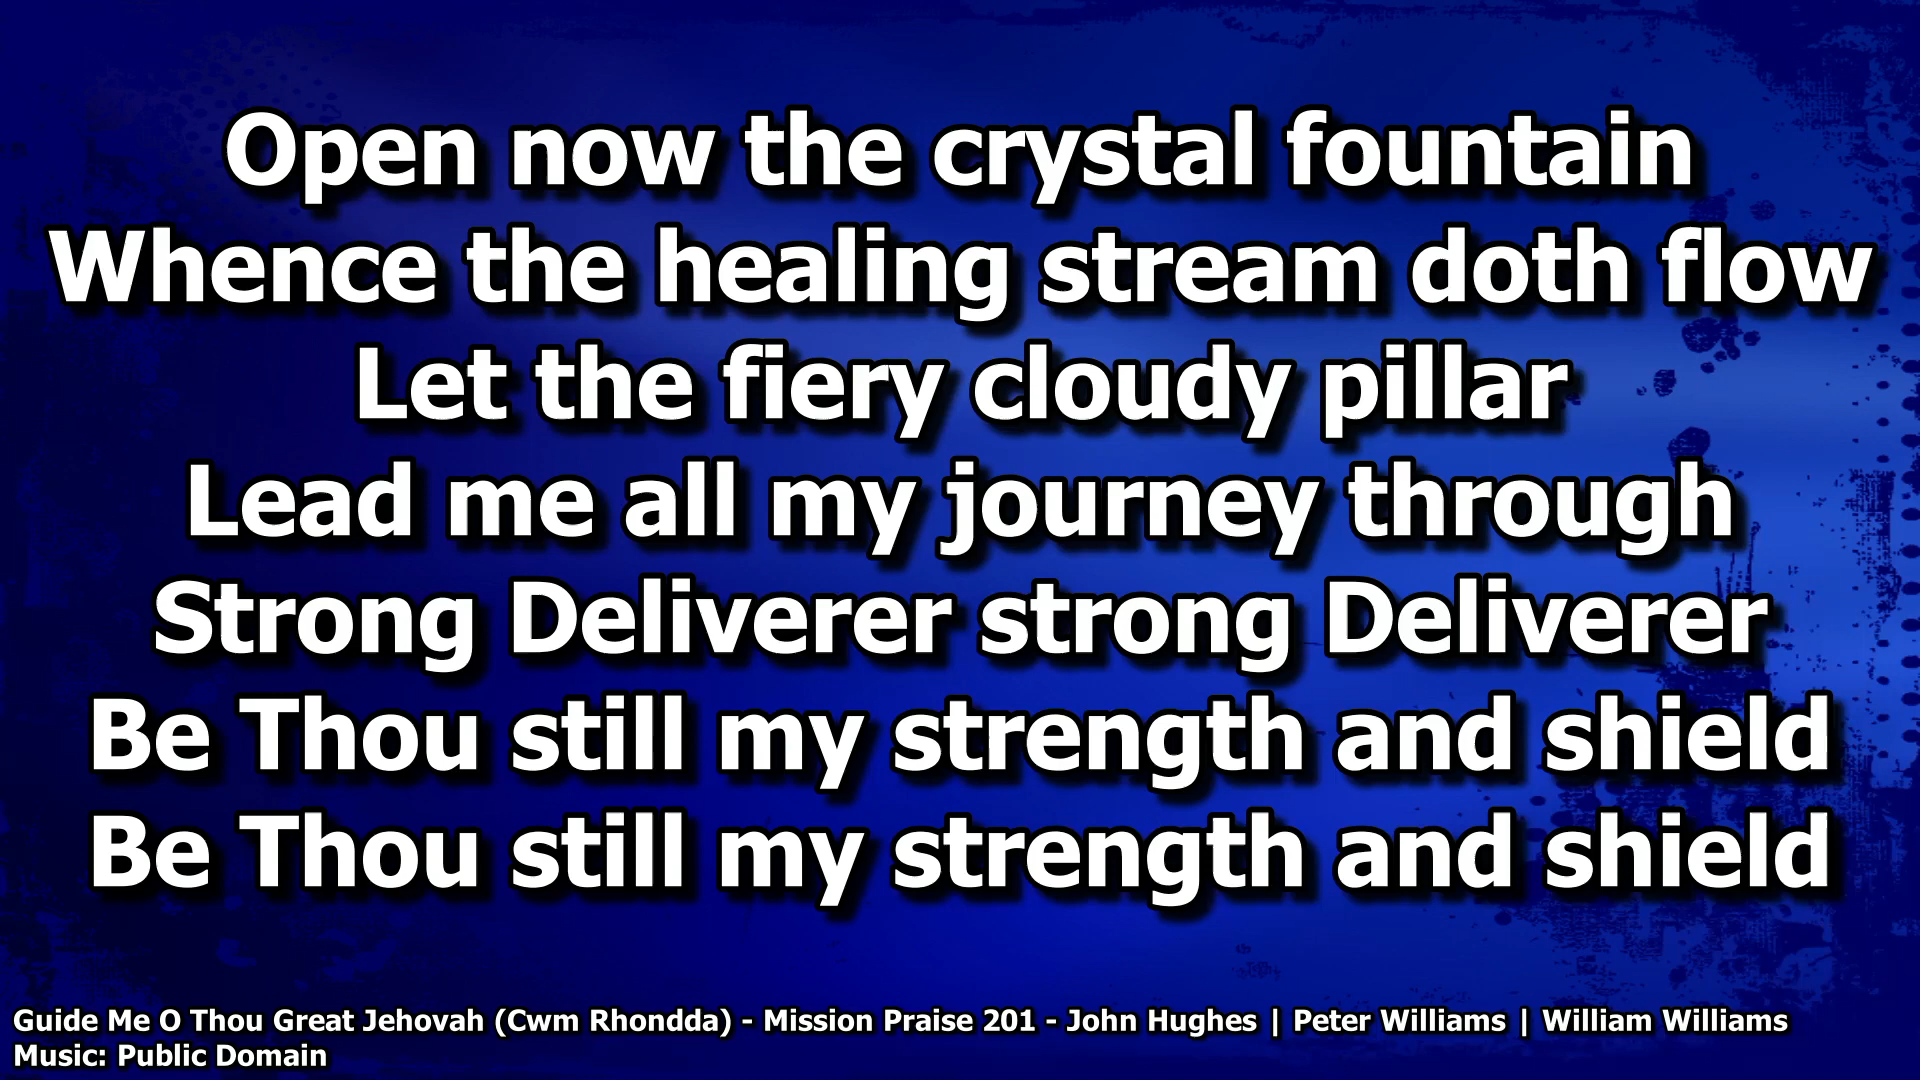 Open now the crystal fountain
Whence the healing stream doth flow
Let the fiery cloudy pillar
Lead me all my journey through
Strong Deliverer strong Deliverer
Be Thou still my strength and shield
Be Thou still my strength and shield
Guide Me O Thou Great Jehovah (Cwm Rhondda) - Mission Praise 201 - John Hughes | Peter Williams | William Williams
Music: Public Domain